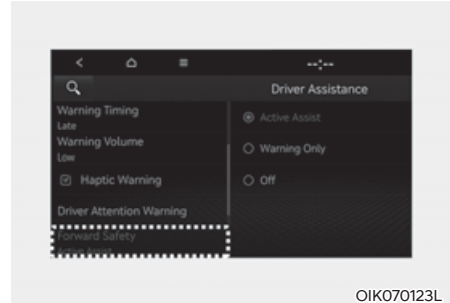 --:--
Driver Assistance
Warning Timing
Late
Warning Volume
Low
Haptic Warning
Driver Attention Warning
Forward Safety
Active Assist
Active Assist
Warning Only
Off
OIK070123L